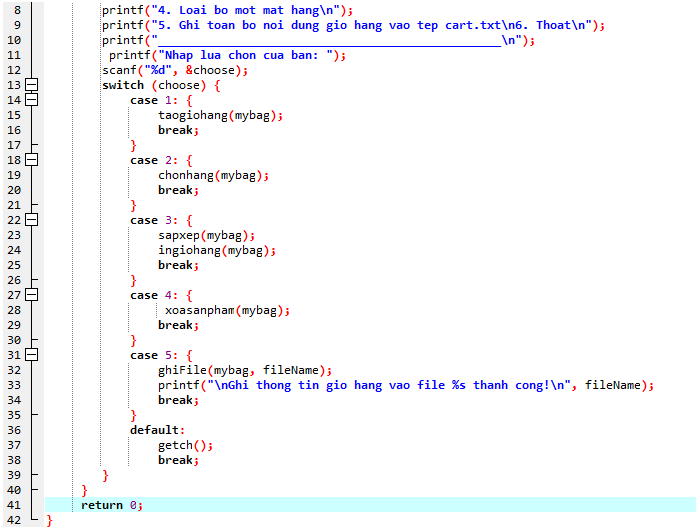 8 printf("4. Loai bo mot mat hang\n");
9 printf("5. Ghi toan bo noi dung gio hang vao tep cart.txt\n6. Thoat\n");
10 printf("_________________________________________________\n");
11 printf("Nhap lua chon cua ban: ");
12 scanf("%d", &choose);
13 switch (choose) {
14 case 1: {
15 taogiohang(mybag);
16 break;
17 }
18 case 2: {
19 chonhang(mybag);
20 break;
21 }
22 case 3: {
23 sapxep(mybag);
24 ingiohang(mybag);
25 break;
26 }
27 case 4: {
28 xoasanpham(mybag);
29 break;
30 }
31 case 5: {
32 ghiFile(mybag, fileName);
33 printf("\nGhi thong tin gio hang vao file %s thanh cong!\n", fileName);
34 break;
35 }
36 default:
37 getch();
38 break;
39 }
40 }
41 return 0;
42 }